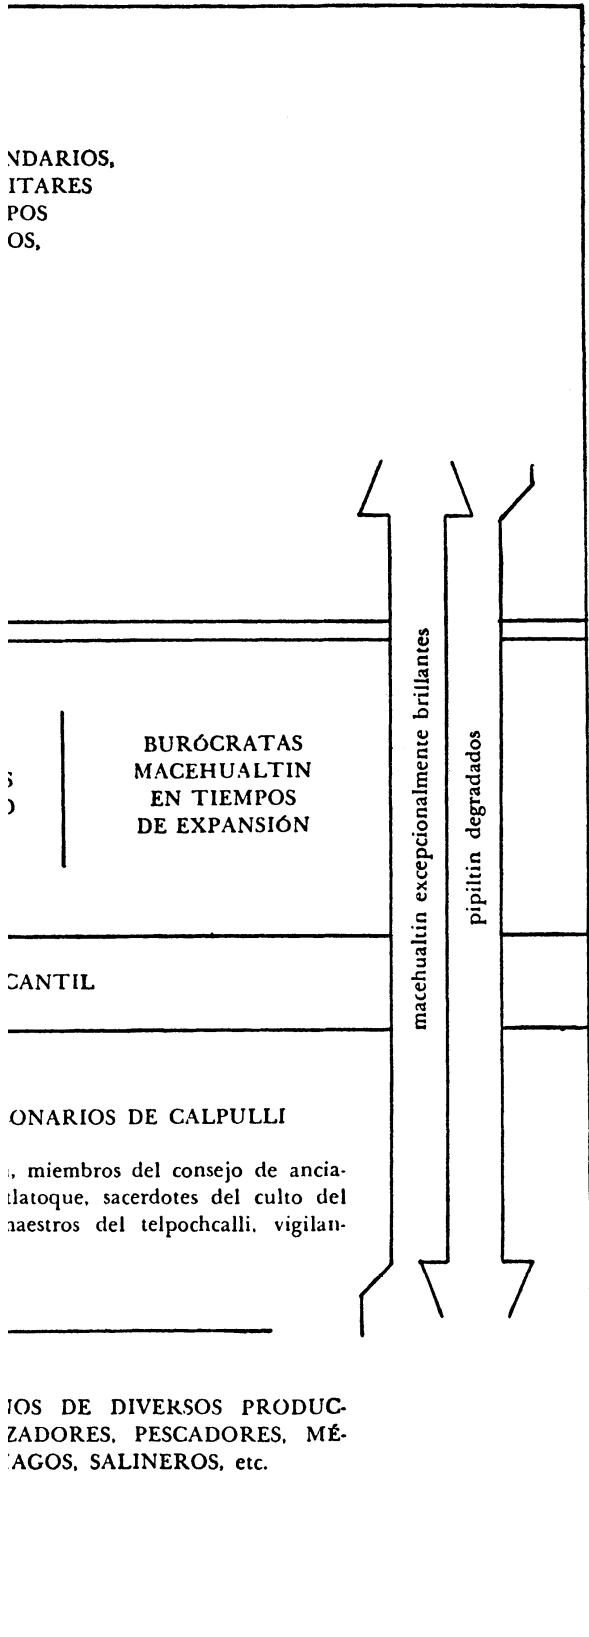 NDARIOS,
ITARES
POS
OS,
BURÓCRATAS
MACEHUALTIN
EN TIEMPOS
DE EXPANSIÓN
S
O
macehualtin excepcionalmente brillantes
pipiltin degradados
CANTIL
ONARIOS DE CALPULLI
, miembros del consejo de ancia-
tlatoque, sacerdotes del culto del
naestros del telpochcalli, vigilan-
NOS DE DIVERSOS PRODUC-
ZADORES, PESCADORES, MÉ-
AGOS, SALINEROS, etc.